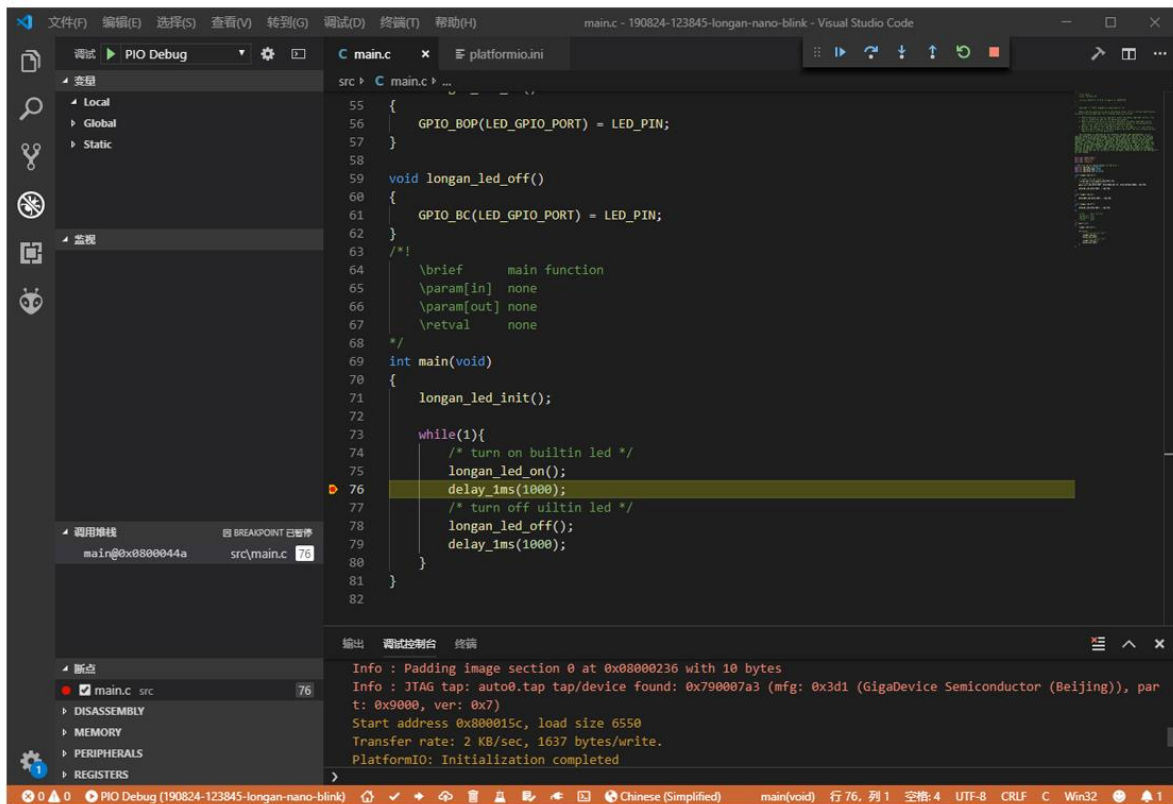 文件(F) 编辑(E) 选择(S) 查看(V) 转到(G) 调试(D) 终端(T) 帮助(H) main.c - 190824-123845-longan-nano-blink - Visual Studio Code
调试 PIO Debug
变量
Local
Global
Static
监视
调用堆栈 因 BREAKPOINT 已暂停
main@0x0800044a src\main.c 76
断点
main.c src 76
DISASSEMBLY
MEMORY
PERIPHERALS
REGISTERS
1
C main.c × platformio.ini
src C main.c ...
55 {
56 GPIO_BOP(LED_GPIO_PORT) = LED_PIN;
57 }
58
59 void longan_led_off()
60 {
61 GPIO_BC(LED_GPIO_PORT) = LED_PIN;
62 }
63 /*!
64 \brief main function
65 \param[in] none
66 \param[out] none
67 \retval none
68 */
69 int main(void)
70 {
71 longan_led_init();
72
73 while(1){
74 /* turn on builtin led */
75 longan_led_on();
76 delay_1ms(1000);
77 /* turn off uiltin led */
78 longan_led_off();
79 delay_1ms(1000);
80 }
81 }
82
输出 调试控制台 终端
Info : Padding image section 0 at 0x08000236 with 10 bytes
Info : JTAG tap: auto0.tap tap/device found: 0x790007a3 (mfg: 0x3d1 (GigaDevice Semiconductor (Beijing)), par
t: 0x9000, ver: 0x7)
Start address 0x800015c, load size 6550
Transfer rate: 2 KB/sec, 1637 bytes/write.
PlatformIO: Initialization completed
0 0 PIO Debug (190824-123845-longan-nano-blink) Chinese (Simplified) main(void) 行 76，列 1 空格: 4 UTF-8 CRLF C Win32 1